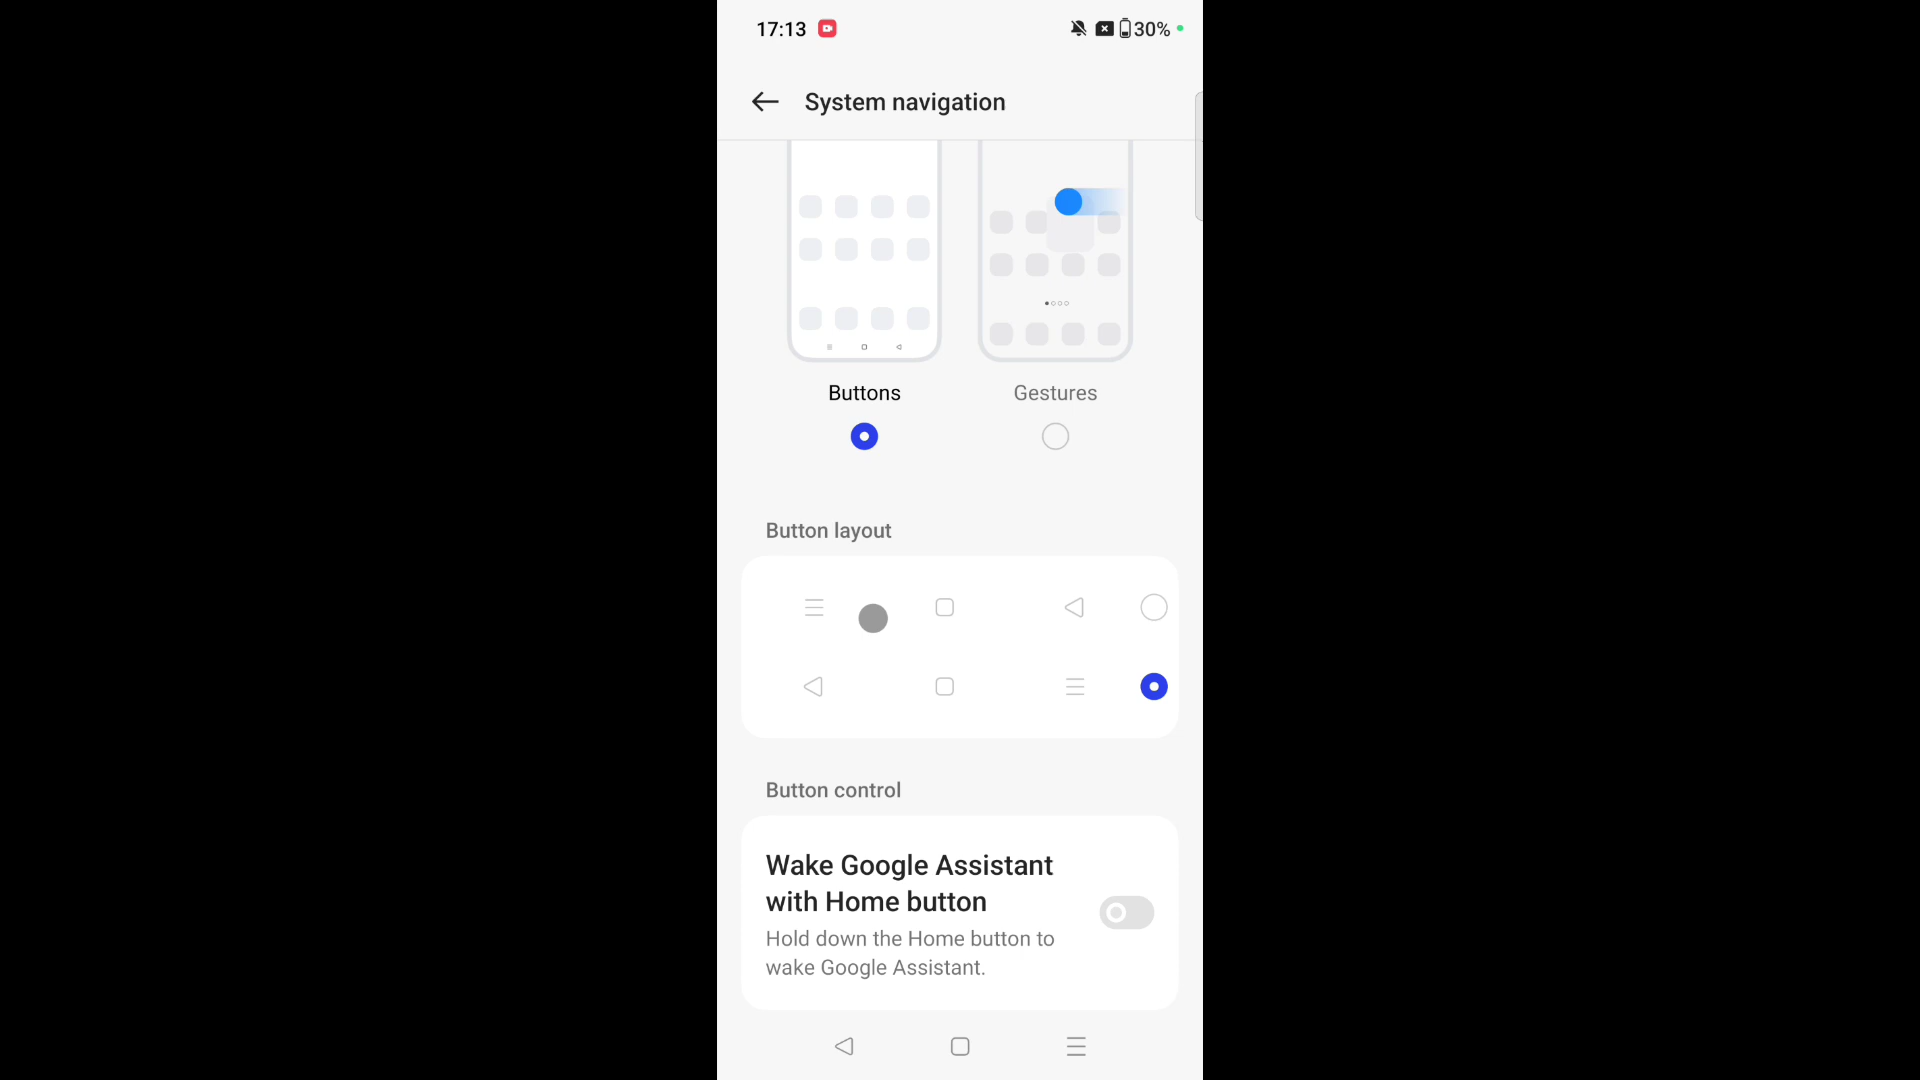 17:13
30%
System navigation
Buttons
Gestures
Button layout
Button control
Wake Google Assistant
with Home button
Hold down the Home button to
wake Google Assistant.